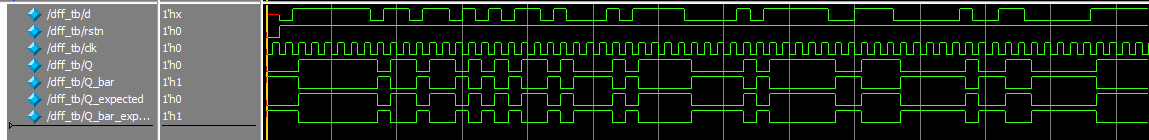 /dff_tb/d 1'hx
/dff_tb/rstn 1'h0
/dff_tb/clk 1'h0
/dff_tb/Q 1'h0
/dff_tb/Q_bar 1'h1
/dff_tb/Q_expected 1'h0
/dff_tb/Q_bar_exp... 1'h1